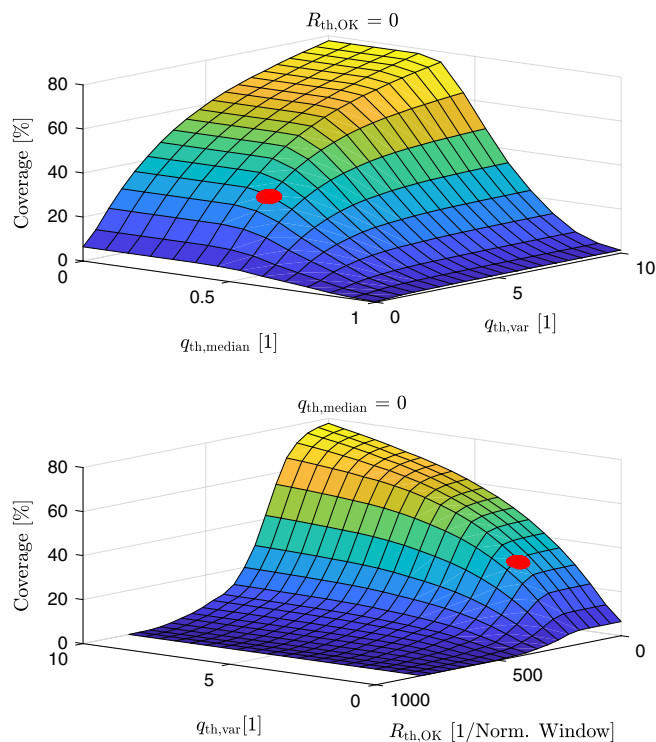 R_th,OK = 0
80
60
40
20
0
Coverage [%]
0
0.5
1
q_th,median [1]
0
5
10
q_th,var [1]
q_th,median = 0
80
60
40
20
0
Coverage [%]
10
5
0
q_th,var[1]
1000
500
0
R_th,OK [1/Norm. Window]